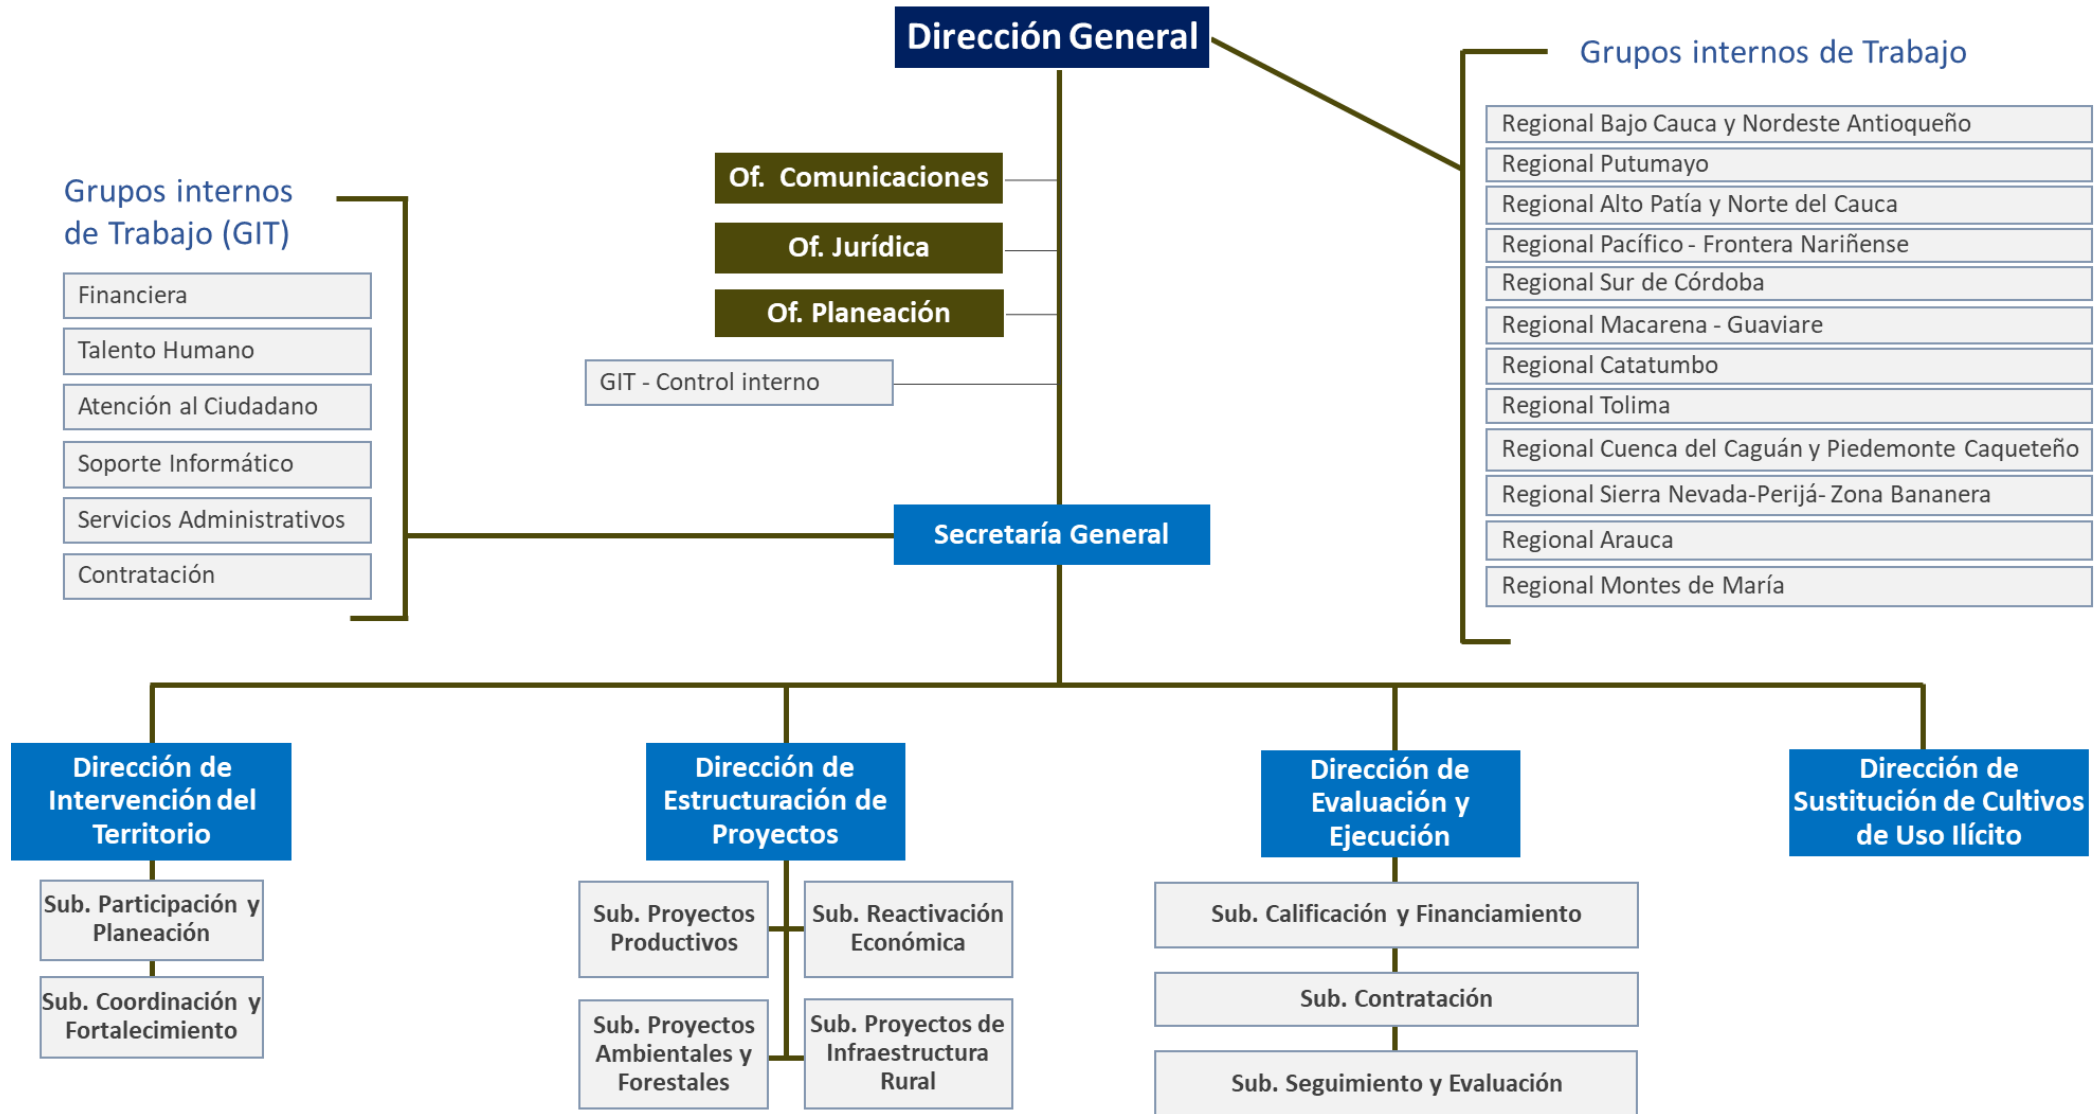 Dirección General
Grupos internos de Trabajo
Regional Bajo Cauca y Nordeste Antioqueño
Regional Putumayo
Regional Alto Patía y Norte del Cauca
Regional Pacífico - Frontera Nariñense
Regional Sur de Córdoba
Regional Macarena - Guaviare
Regional Catatumbo
Regional Tolima
Regional Cuenca del Caguán y Piedemonte Caqueteño
Regional Sierra Nevada-Perijá- Zona Bananera
Regional Arauca
Regional Montes de María
Of. Comunicaciones
Of. Jurídica
Of. Planeación
GIT - Control interno
Grupos internos
de Trabajo (GIT)
Financiera
Talento Humano
Atención al Ciudadano
Soporte Informático
Servicios Administrativos
Contratación
Secretaría General
Dirección de
Intervención del
Territorio
Sub. Participación y
Planeación
Sub. Coordinación y
Fortalecimiento
Dirección de
Estructuración de
Proyectos
Sub. Proyectos
Productivos
Sub. Reactivación
Económica
Sub. Proyectos
Ambientales y
Forestales
Sub. Proyectos de
Infraestructura
Rural
Dirección de
Evaluación y
Ejecución
Sub. Calificación y Financiamiento
Sub. Contratación
Sub. Seguimiento y Evaluación
Dirección de
Sustitución de Cultivos
de Uso Ilícito